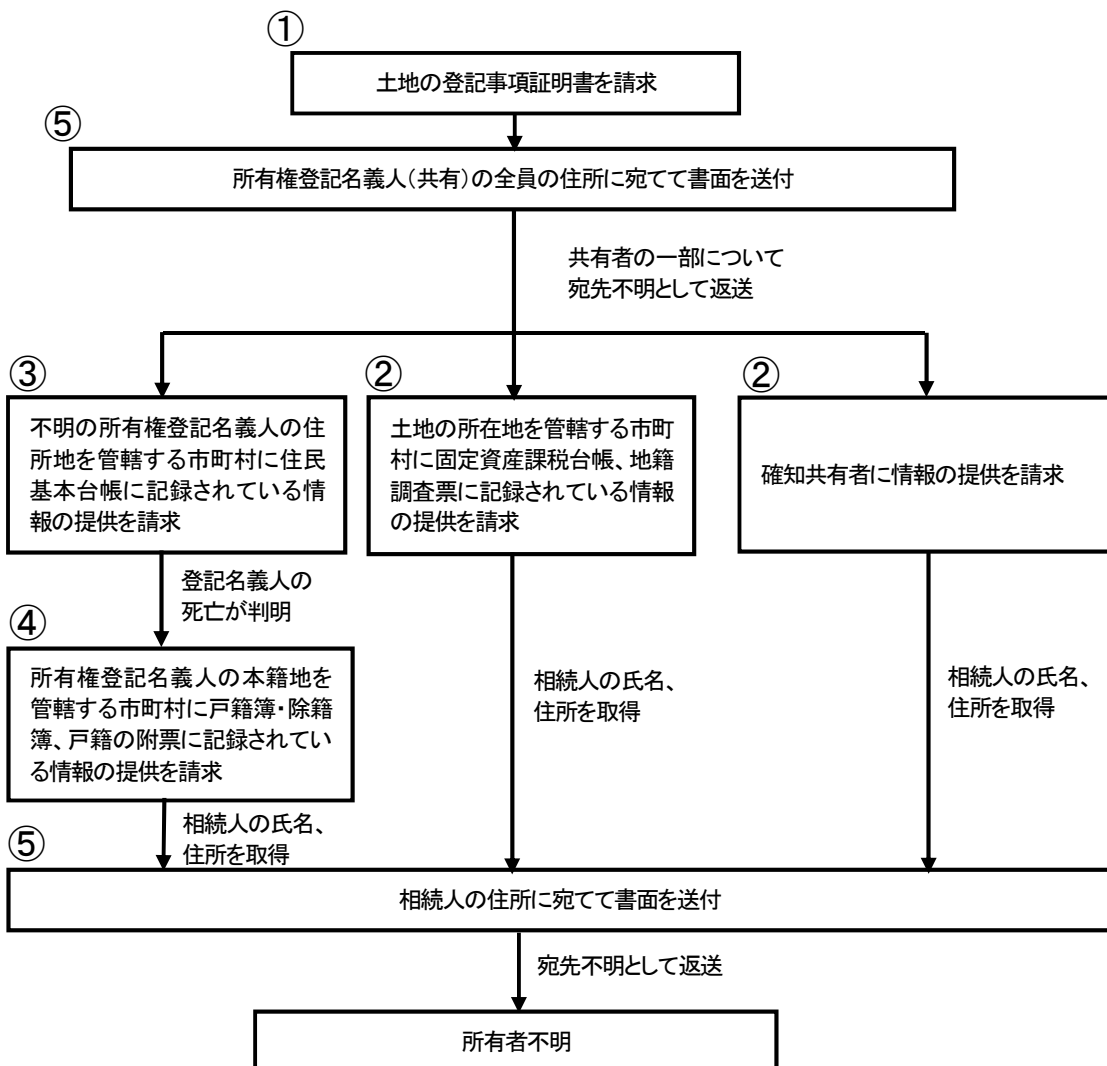 ①
土地の登記事項証明書を請求
⑤
所有権登記名義人(共有)の全員の住所に宛てて書面を送付
共有者の一部について
宛先不明として返送
③
不明の所有権登記名義人の住
所地を管轄する市町村に住民
基本台帳に記録されている情
報の提供を請求
②
土地の所在地を管轄する市町
村に固定資産課税台帳、地籍
調査票に記録されている情報
の提供を請求
②
確知共有者に情報の提供を請求
登記名義人の
死亡が判明
④
所有権登記名義人の本籍地を
管轄する市町村に戸籍簿・除籍
簿、戸籍の附票に記録されてい
る情報の提供を請求
相続人の氏名、
住所を取得
相続人の氏名、
住所を取得
相続人の氏名、
住所を取得
⑤
相続人の住所に宛てて書面を送付
宛先不明として返送
所有者不明